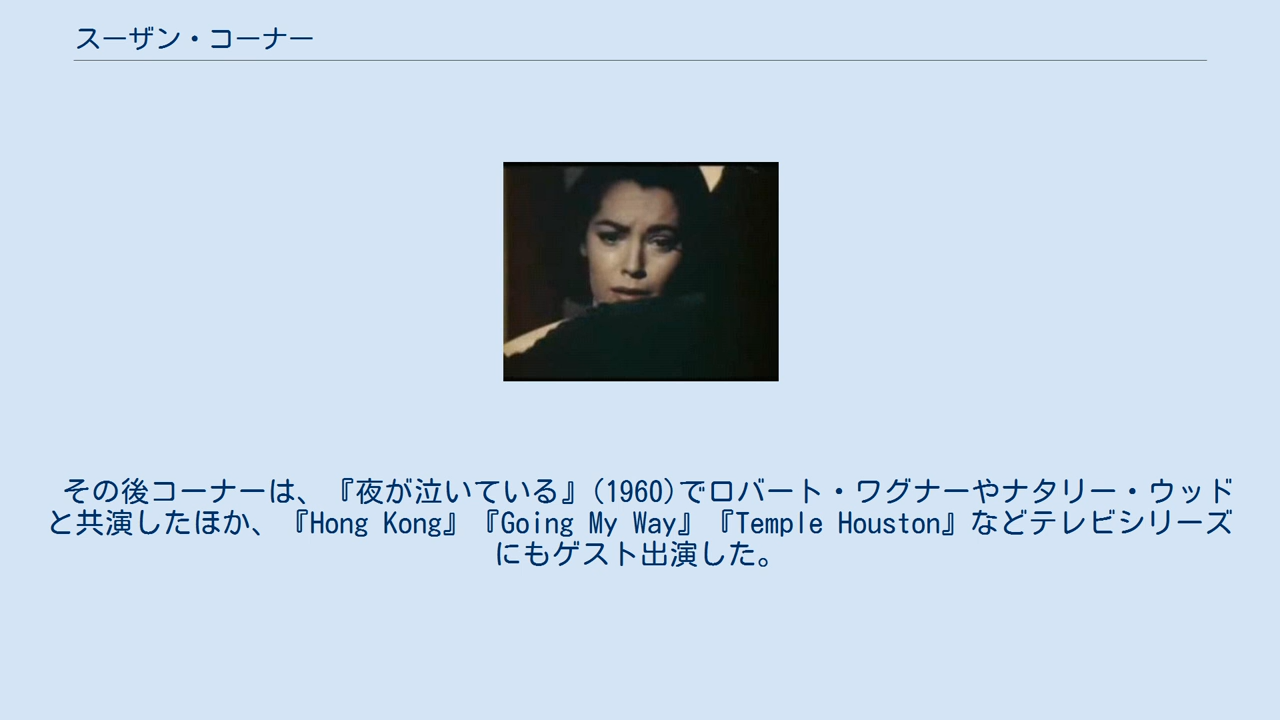 スーザン・コーナー
その後コーナーは、『夜が泣いている』(1960)でロバート・ワグナーやナタリー・ウッド
と共演したほか、『Hong Kong』『Going My Way』『Temple Houston』などテレビシリーズ
にもゲスト出演した。